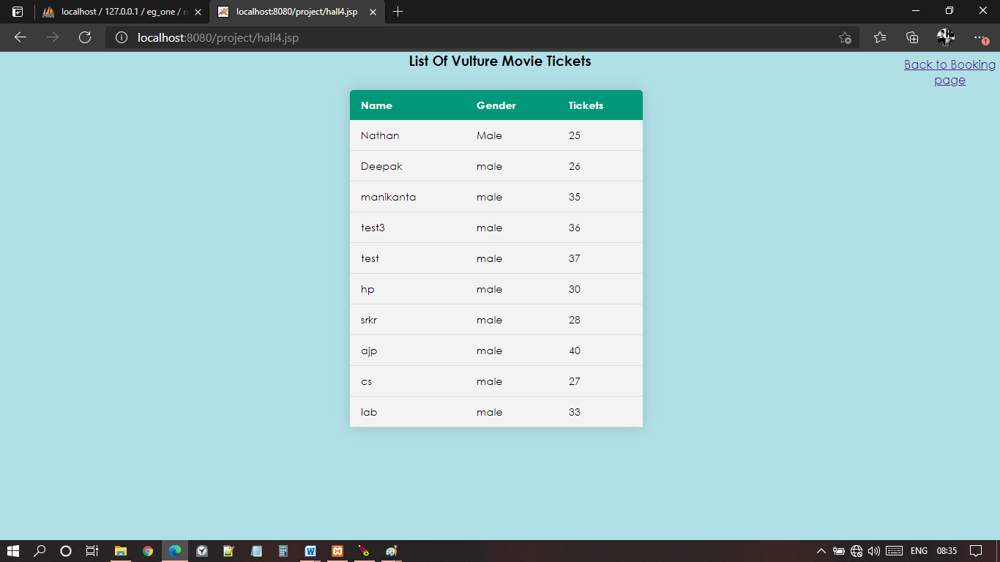 localhost / 127.0.0.1 / eg_one /
localhost:8080/project/hall4.jsp
localhost:8080/project/hall4.jsp
List Of Vulture Movie Tickets
Back to Booking
page
Name Gender Tickets
Nathan Male 25
Deepak male 26
manikanta male 35
test3 male 36
test male 37
hp male 30
srkr male 28
ajp male 40
cs male 27
lab male 33
ENG 08:35